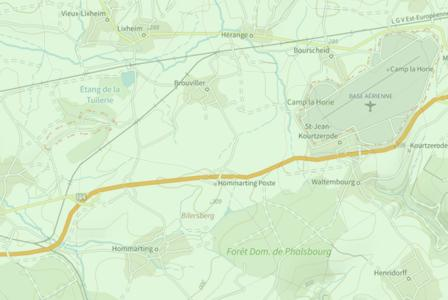 Vieux-Lixheim
Lixheim
Hérange
L G V Est-Européenne
Bourscheid
Camp la Horie
Étang de la
Tuilerie
Brouviller
BASE AÉRIENNE
Camp la Horie
St-Jean
Kourtzerode
Kourtzerode
Hommarting Poste
Waltembourg
Bilersberg
Hommarting
Forêt Dom. de Phalsbourg
Henridorff